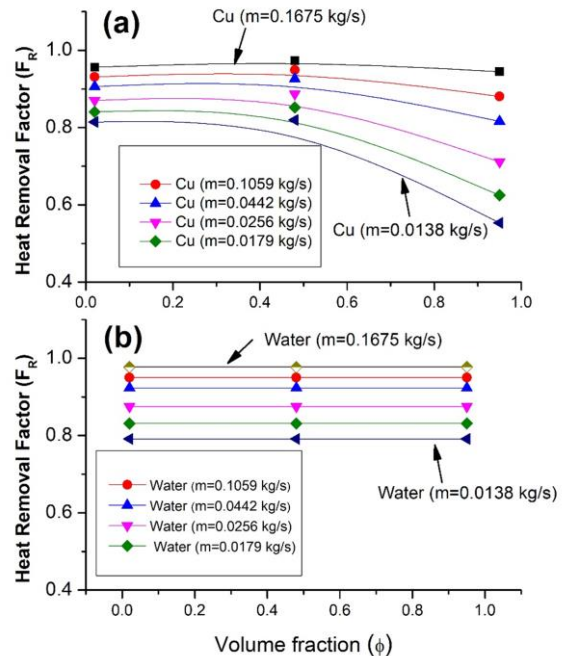 (a)
Cu (m=0.1675 kg/s)
Heat Removal Factor (F_R)
1.0
0.8
0.6
0.4
Cu (m=0.1059 kg/s)
Cu (m=0.0442 kg/s)
Cu (m=0.0256 kg/s)
Cu (m=0.0179 kg/s)
Cu (m=0.0138 kg/s)
0.0 0.2 0.4 0.6 0.8 1.0
(b)
Water (m=0.1675 kg/s)
Heat Removal Factor (F_R)
1.0
0.8
0.6
0.4
Water (m=0.1059 kg/s)
Water (m=0.0442 kg/s)
Water (m=0.0256 kg/s)
Water (m=0.0179 kg/s)
Water (m=0.0138 kg/s)
0.0 0.2 0.4 0.6 0.8 1.0
Volume fraction (ϕ)